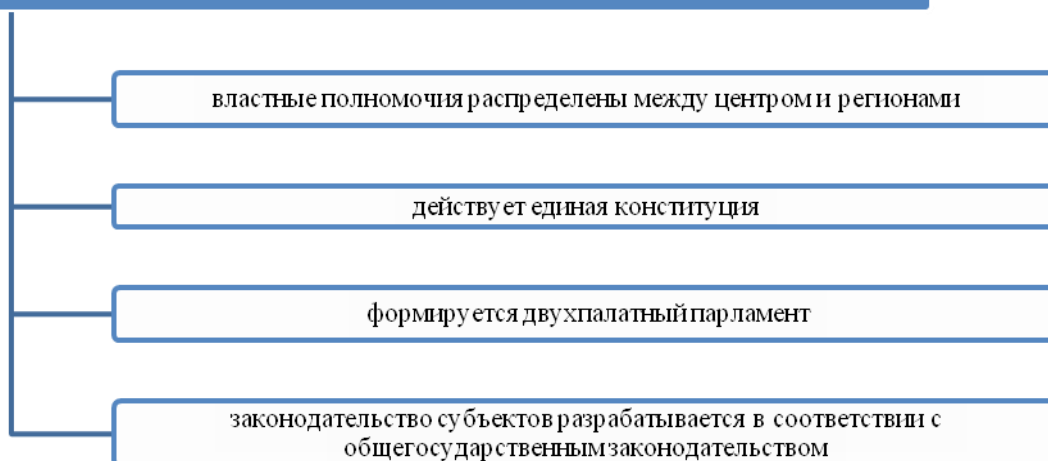 властные полномочия распределены между центром и регионами
действует единая конституция
формируется двухпалатный парламент
законодательство субъектов разрабатывается в соответствии с
общегосударственным законодательством